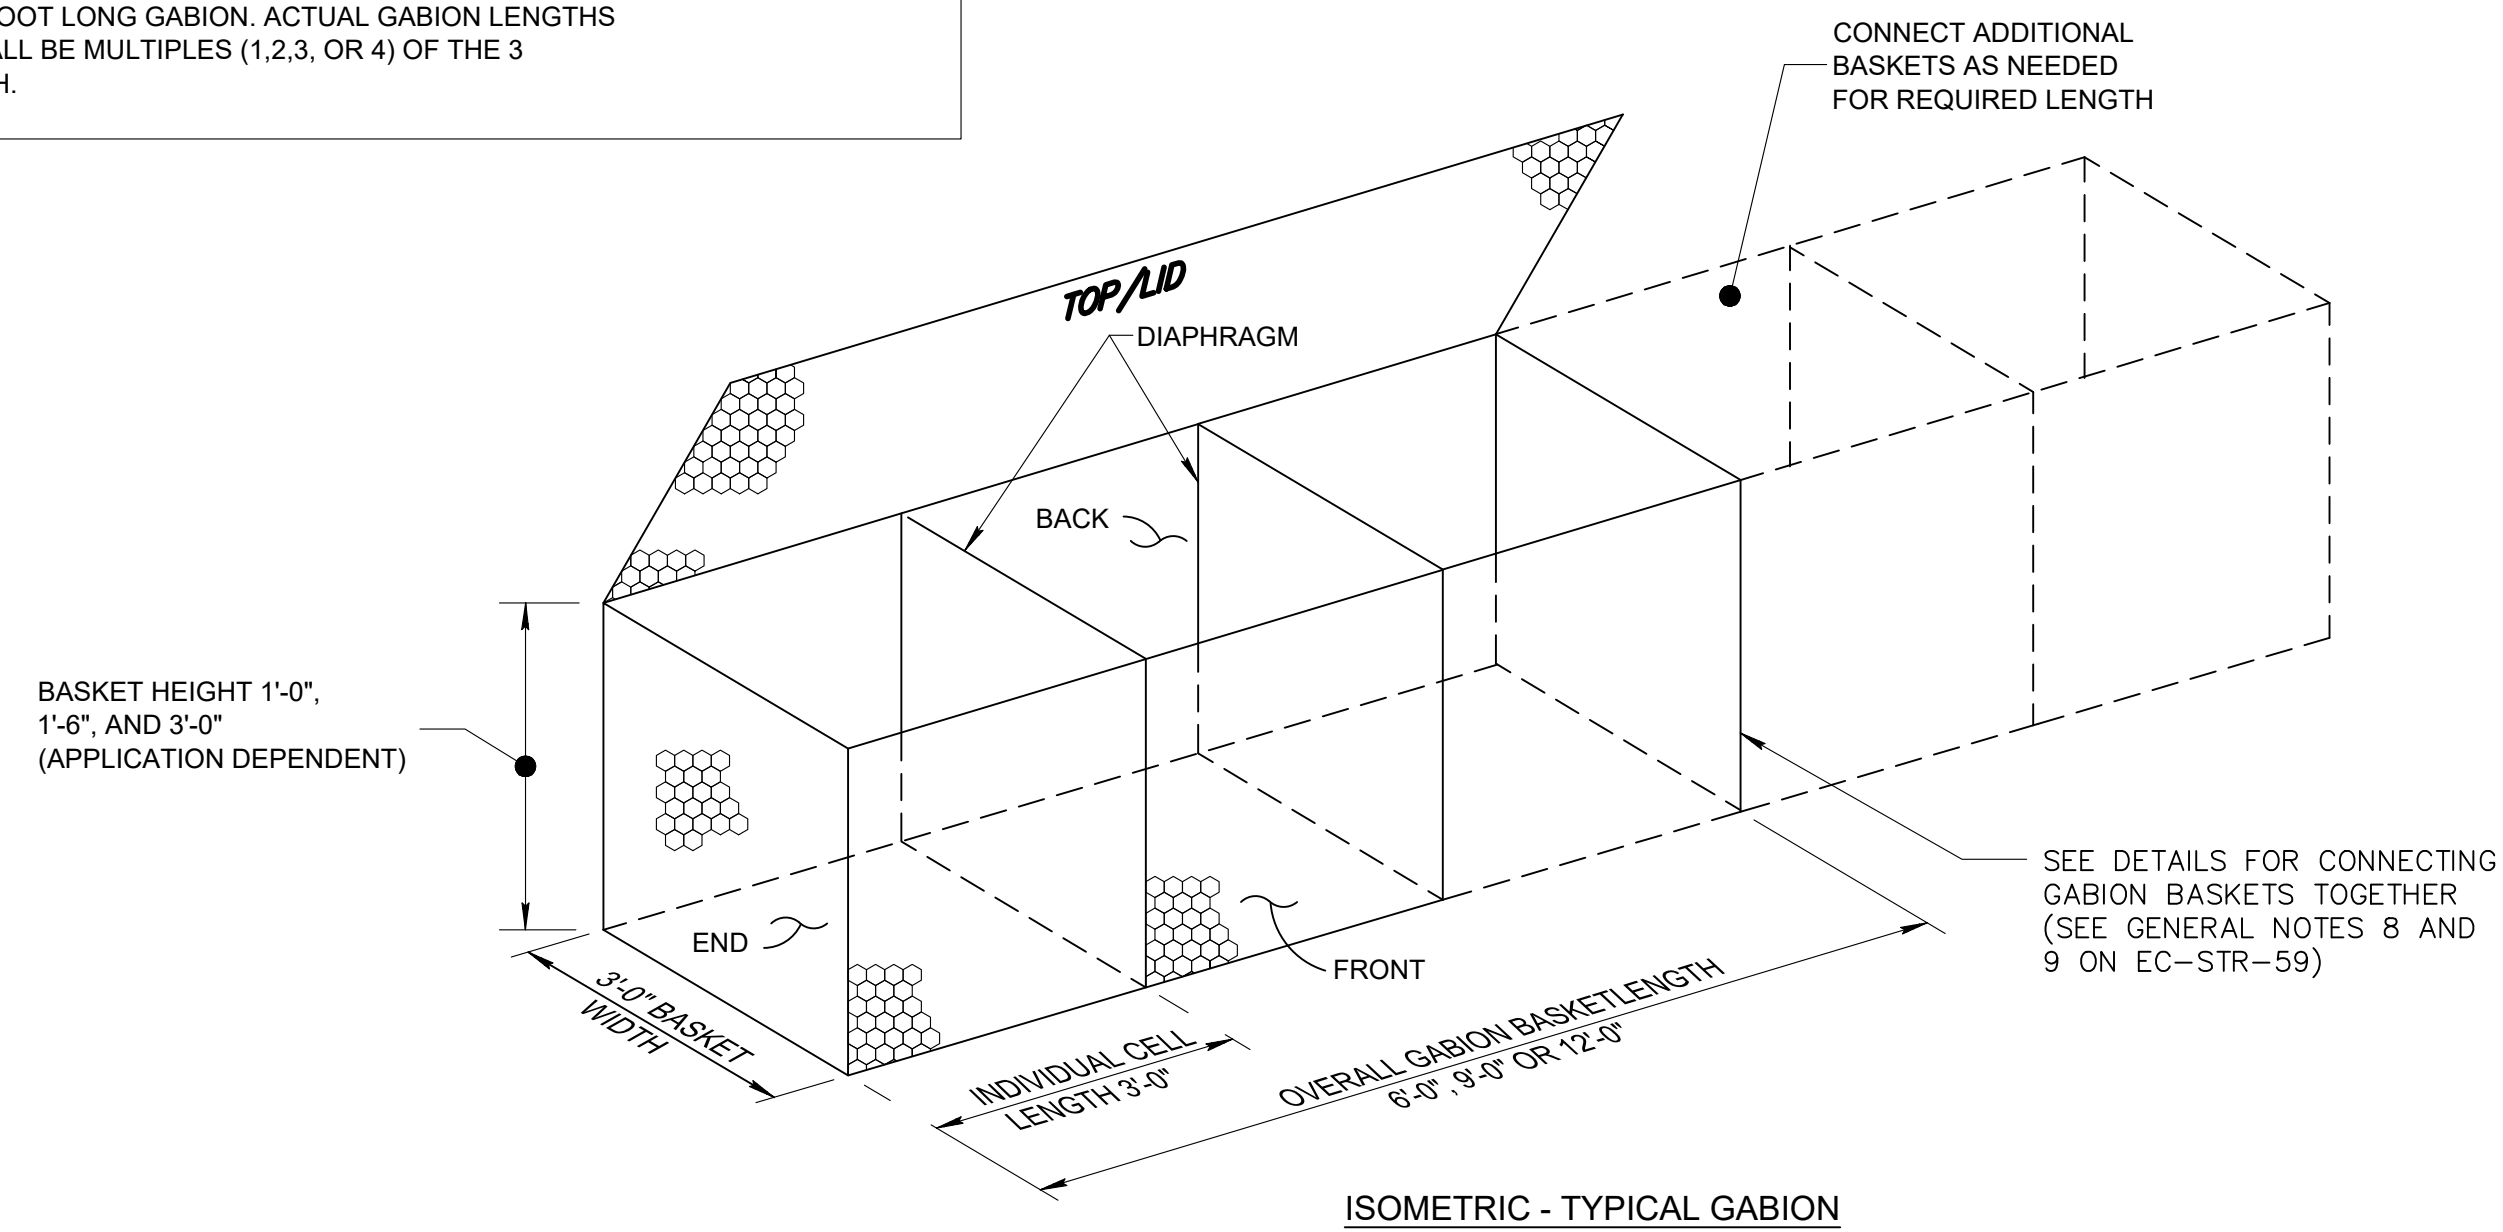 OOT LONG GABION. ACTUAL GABION LENGTHS
ALL BE MULTIPLES (1,2,3, OR 4) OF THE 3
H.
CONNECT ADDITIONAL
BASKETS AS NEEDED
FOR REQUIRED LENGTH
TOP/LID
DIAPHRAGM
BACK
BASKET HEIGHT 1'-0",
1'-6", AND 3'-0"
(APPLICATION DEPENDENT)
END
FRONT
SEE DETAILS FOR CONNECTING
GABION BASKETS TOGETHER
(SEE GENERAL NOTES 8 AND
9 ON EC-STR-59)
3'-0" BASKET
WIDTH
INDIVIDUAL CELL
LENGTH 3'-0"
OVERALL GABION BASKETLENGTH
6'-0" , 9'-0" OR 12'-0"
ISOMETRIC - TYPICAL GABION